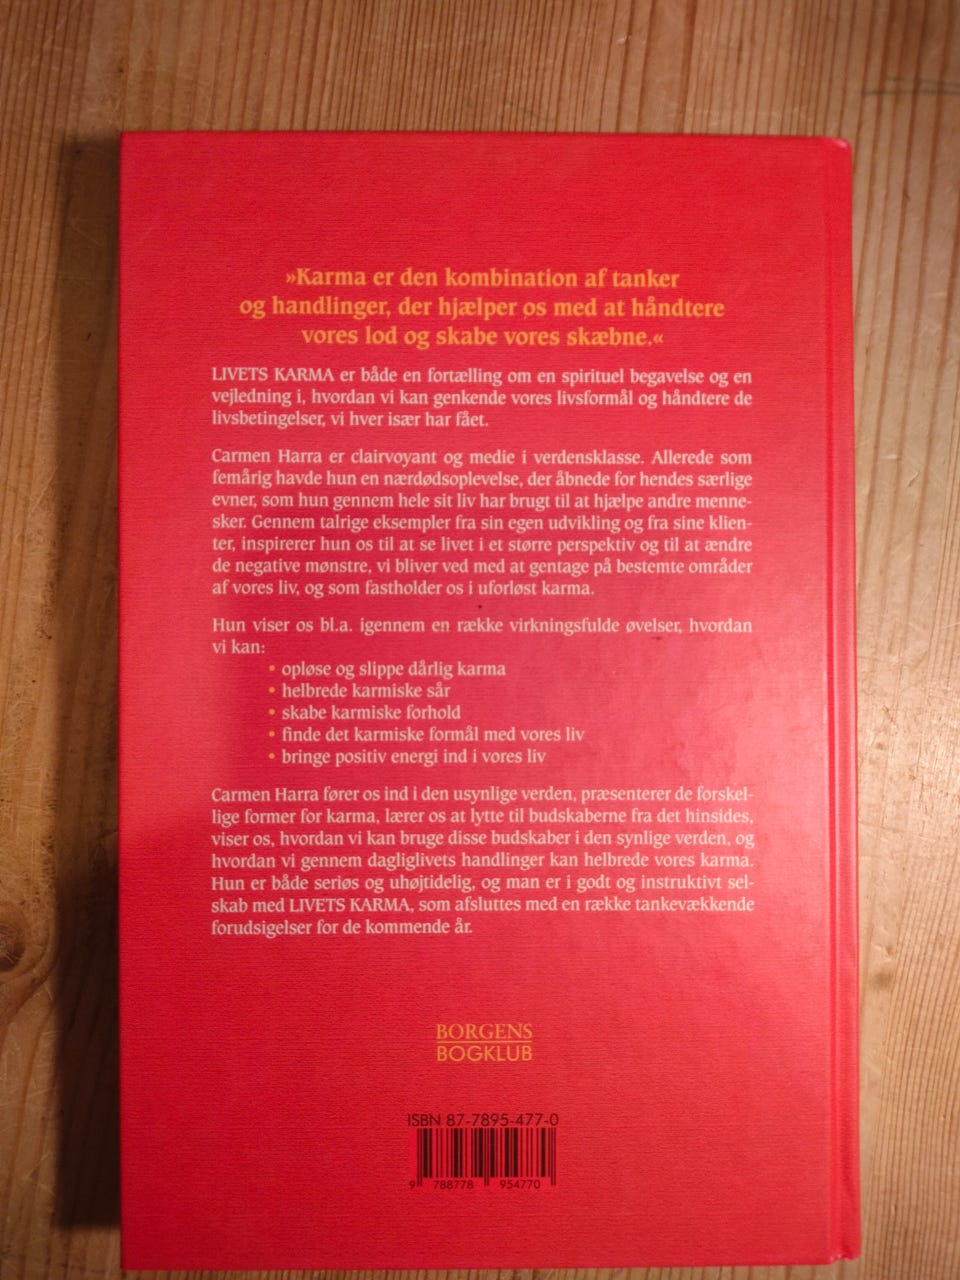 »Karma er den kombination af tanker
og handlinger, der hjælper os med at håndtere
vores lod og skabe vores skæbne.«
LIVETS KARMA er både en fortælling om en spirituel begavelse og en
vejledning i, hvordan vi kan genkende vores livsformål og håndtere de
livsbetingelser, vi hver især har fået.
Carmen Harra er clairvoyant og medie i verdensklasse. Allerede som
femårig havde hun en nærdødsoplevelse, der åbnede for hendes særlige
evner, som hun gennem hele sit liv har brugt til at hjælpe andre menne-
sker. Gennem talrige eksempler fra sin egen udvikling og fra sine klien-
ter, inspirerer hun os til at se livet i et større perspektiv og til at ændre
de negative mønstre, vi bliver ved med at gentage på bestemte områder
af vores liv, og som fastholder os i uforløst karma.
Hun viser os bl.a. igennem en række virkningsfulde øvelser, hvordan
vi kan:
• opløse og slippe dårlig karma
• helbrede karmiske sår
• skabe karmiske forhold
• finde det karmiske formål med vores liv
• bringe positiv energi ind i vores liv
Carmen Harra fører os ind i den usynlige verden, præsenterer de forskel-
lige former for karma, lærer os at lytte til budskaberne fra det hinsides,
viser os, hvordan vi kan bruge disse budskaber i den synlige verden, og
hvordan vi gennem dagliglivets handlinger kan helbrede vores karma.
Hun er både seriøs og uhøjtidelig, og man er i godt og instruktivt sel-
skab med LIVETS KARMA, som afsluttes med en række tankevækkende
forudsigelser for de kommende år.
BORGENS
BOGKLUB
ISBN 87-7895-477-0
9 788778 954770